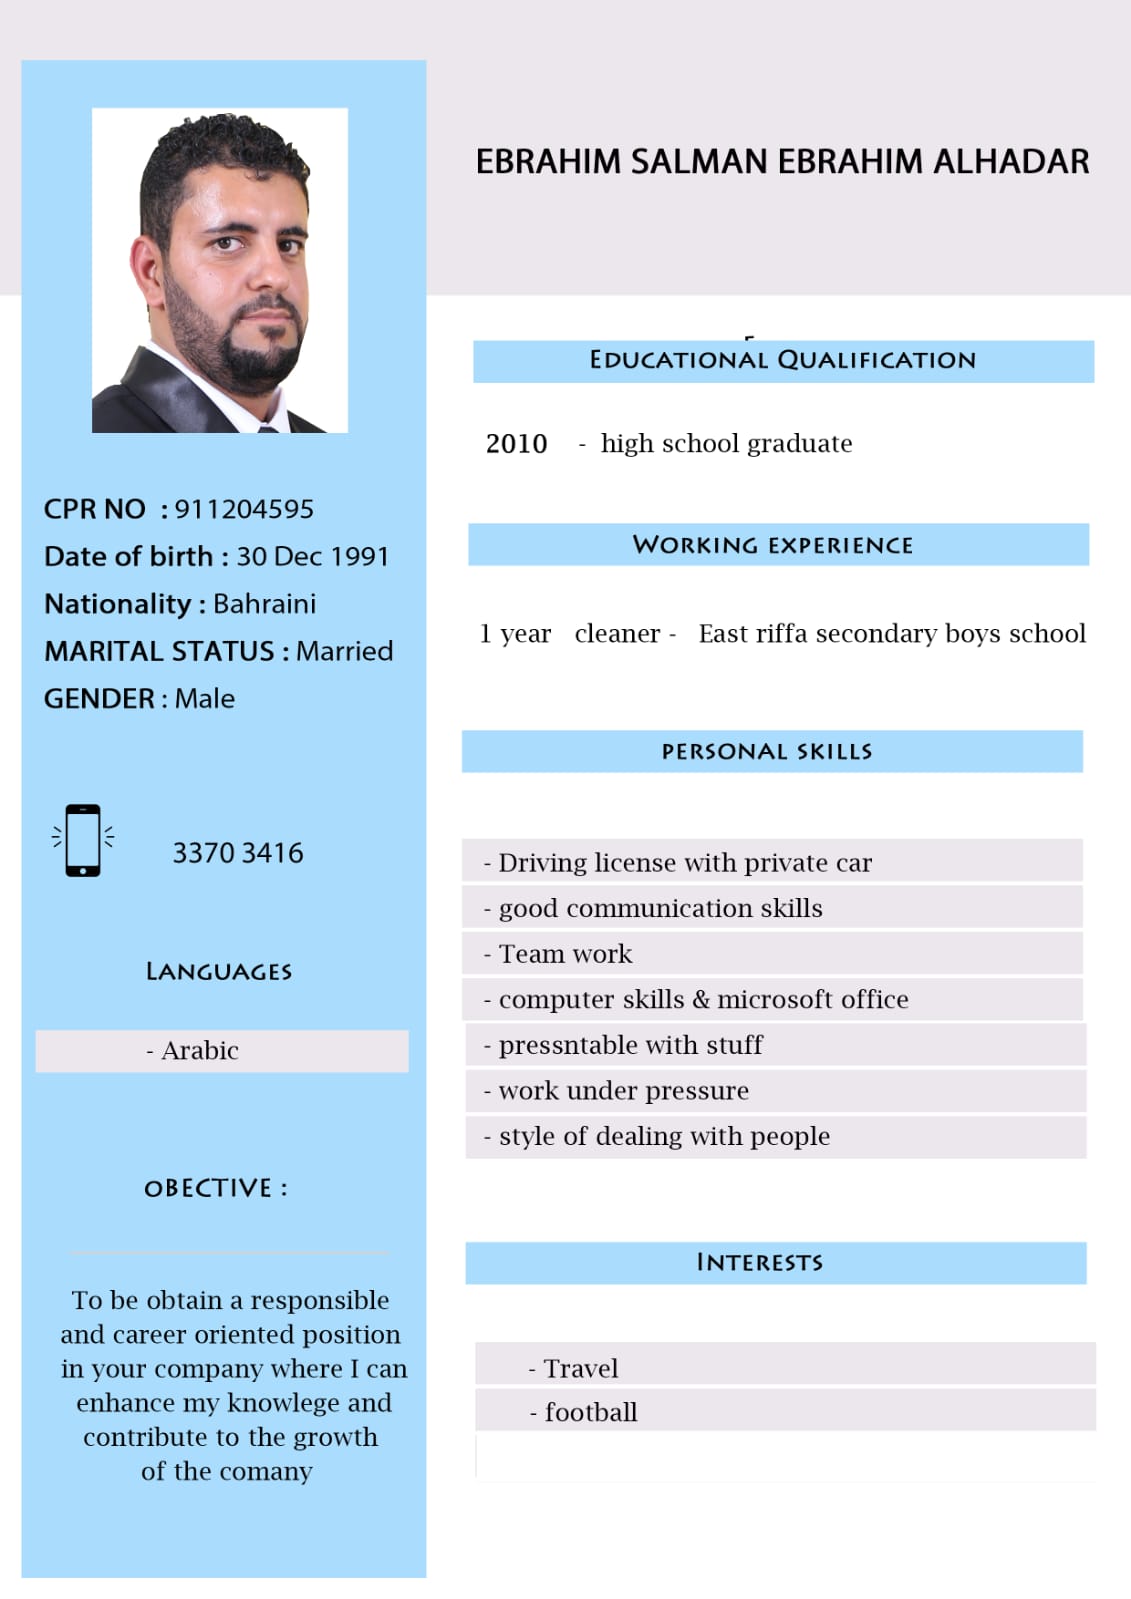 EBRAHIM SALMAN EBRAHIM ALHADAR
CPR NO : 911204595
Date of birth : 30 Dec 1991
Nationality : Bahraini
MARITAL STATUS : Married
GENDER : Male
3370 3416
Languages
- Arabic
oBECTIVE :
To be obtain a responsible
and career oriented position
in your company where I can
enhance my knowlege and
contribute to the growth
of the comany
Educational Qualification
2010 - high school graduate
Working experience
1 year cleaner - East riffa secondary boys school
personal skills
- Driving license with private car
- good communication skills
- Team work
- computer skills & microsoft office
- pressntable with stuff
- work under pressure
- style of dealing with people
Interests
- Travel
- football